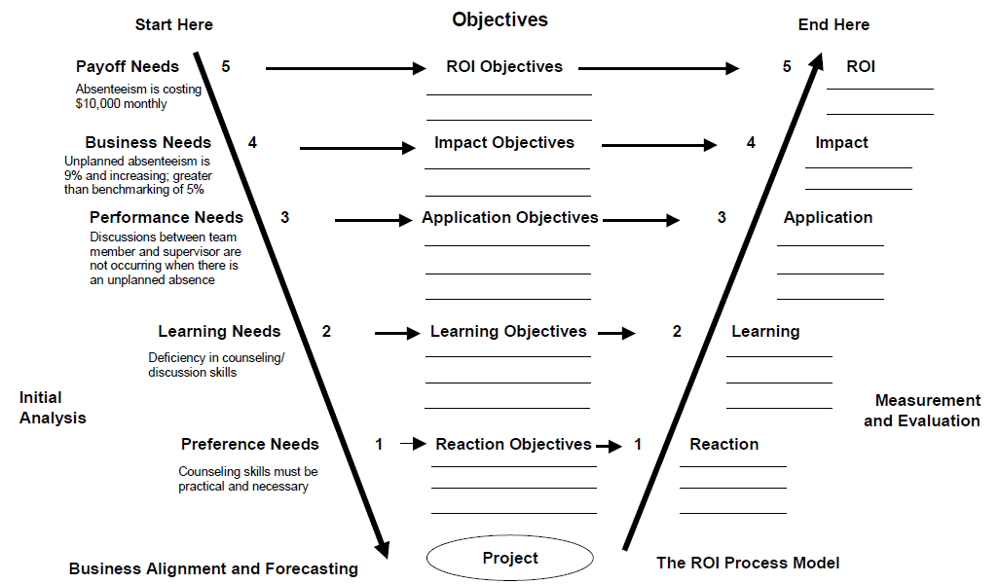 Objectives
Start Here
End Here
Payoff Needs 5 ROI Objectives 5 ROI
Absenteeism is costing
$10,000 monthly
Business Needs 4 Impact Objectives 4 Impact
Unplanned absenteeism is
9% and increasing; greater
than benchmarking of 5%
Performance Needs 3 Application Objectives 3 Application
Discussions between team
member and supervisor are
not occurring when there is
an unplanned absence
Learning Needs 2 Learning Objectives 2 Learning
Deficiency in counseling/
discussion skills
Initial
Analysis
Measurement
and Evaluation
Preference Needs 1 Reaction Objectives 1 Reaction
Counseling skills must be
practical and necessary
Business Alignment and Forecasting
Project
The ROI Process Model